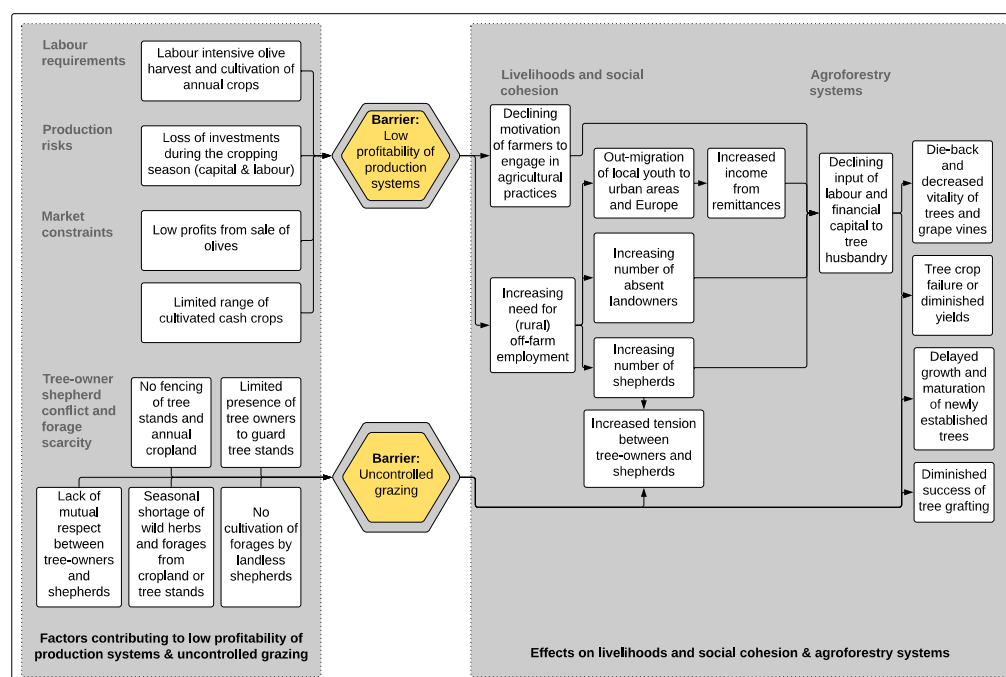 Labour
requirements
Labour intensive olive
harvest and cultivation of
annual crops
Production
risks
Loss of investments
during the cropping
season (capital & labour)
Market
constraints
Low profits from sale of
olives
Limited range of
cultivated cash crops
Tree-owner
shepherd
conflict and
forage
scarcity
No fencing of
tree stands and
annual
cropland
Limited
presence of
tree owners
to guard
tree stands
Lack of
mutual
respect
between
tree-owners
and
shepherds
Seasonal
shortage of
wild herbs
and forages
from
cropland or
tree stands
No
cultivation of
forages by
landless
shepherds
Factors contributing to low profitability of
production systems & uncontrolled grazing
Barrier:
Low
profitability of
production
systems
Barrier:
Uncontrolled
grazing
Livelihoods and social
cohesion
Declining
motivation
of farmers to
engage in
agricultural
practices
Out-migration
of local youth to
urban areas
and Europe
Increased
income
from
remittances
Increasing
number of
absent
landowners
Increasing
need for
(rural)
off-farm
employment
Increasing
number of
shepherds
Increased tension
between
tree-owners and
shepherds
Agroforestry
systems
Declining
input of
labour and
financial
capital to
tree
husbandry
Die-back
and
decreased
vitality of
trees and
grape vines
Tree crop
failure or
diminished
yields
Delayed
growth and
maturation
of newly
established
trees
Diminished
success of
tree grafting
Effects on livelihoods and social cohesion & agroforestry systems